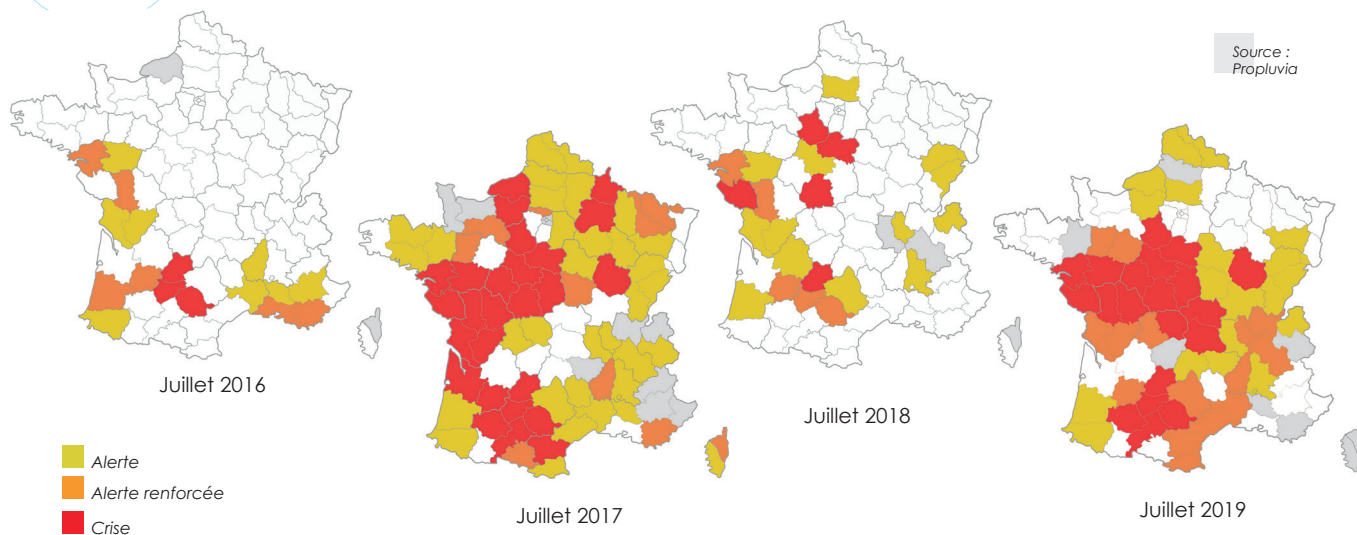 Source :
Propluvia
Juillet 2016
Juillet 2018
Alerte
Alerte renforcée
Crise
Juillet 2017
Juillet 2019